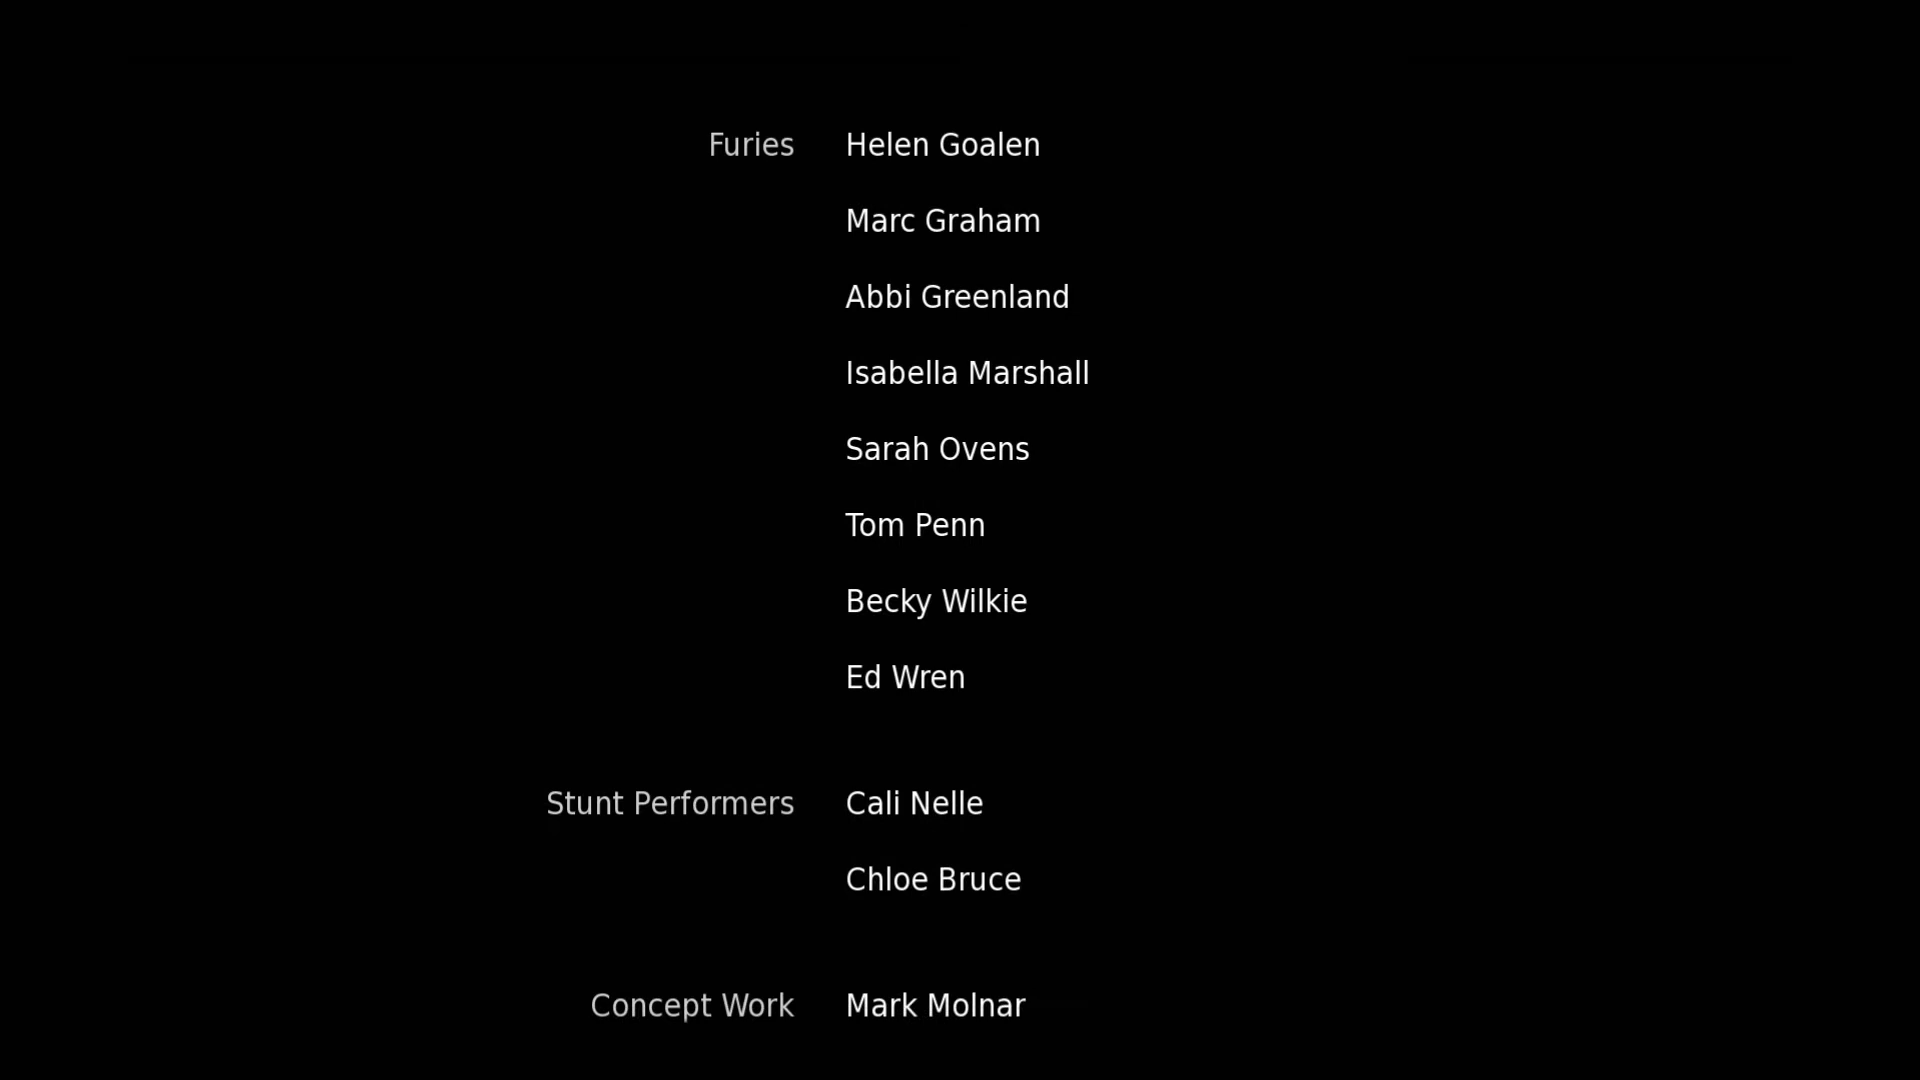 Furies Helen Goalen
Marc Graham
Abbi Greenland
Isabella Marshall
Sarah Ovens
Tom Penn
Becky Wilkie
Ed Wren
Stunt Performers Cali Nelle
Chloe Bruce
Concept Work Mark Molnar